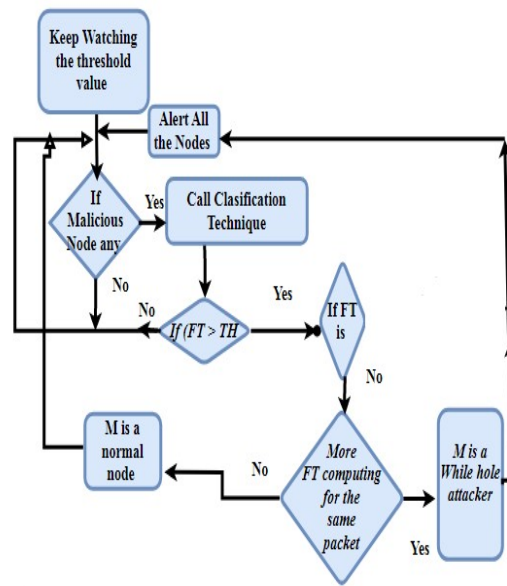 Keep Watching
the threshold
value
Alert All
the Nodes
If
Malicious
Node any
Yes
Call Clasification
Technique
No
No
If (FT > TH
Yes
If FT
is
No
M is a
normal
node
No
More
FT computing
for the
same
packet
Yes
M is a
While hole
attacker